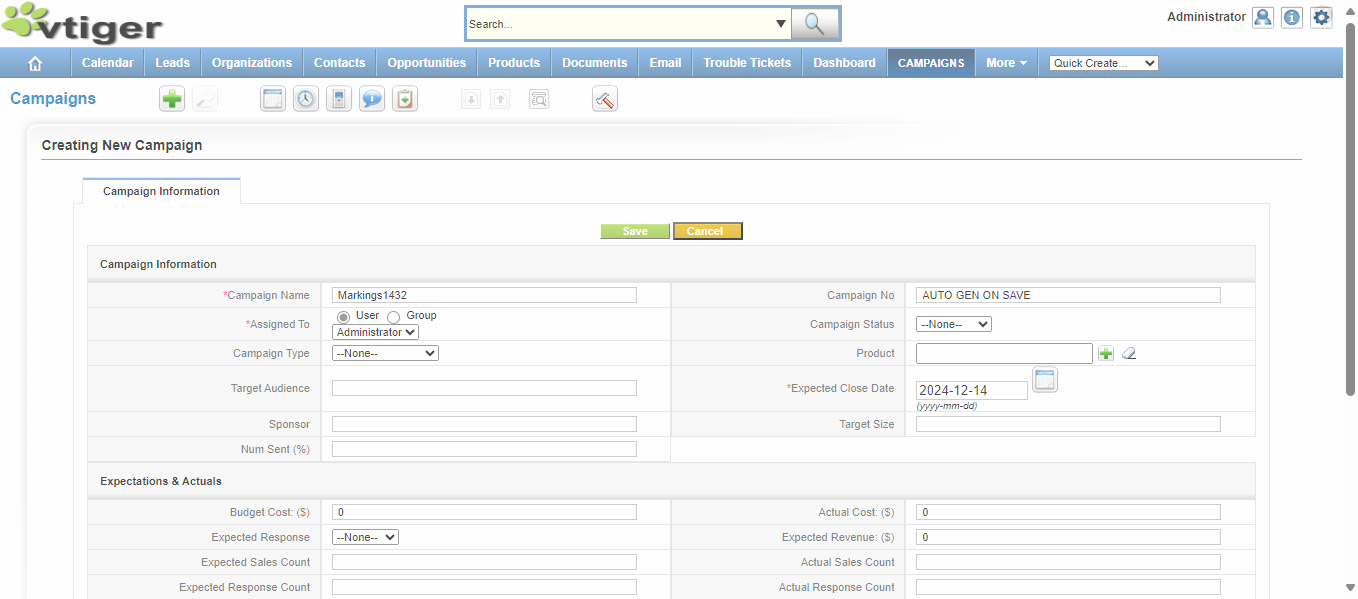 vtiger
Search...
Administrator
Calendar Leads Organizations Contacts Opportunities Products Documents Email Trouble Tickets Dashboard CAMPAIGNS More Quick Create...
Campaigns
Creating New Campaign
Campaign Information
Save Cancel
Campaign Information
*Campaign Name Markings1432 Campaign No AUTO GEN ON SAVE
*Assigned To User Group Administrator Campaign Status --None--
Campaign Type --None-- Product
Target Audience *Expected Close Date 2024-12-14
(yyyy-mm-dd)
Sponsor Target Size
Num Sent (%)
Expectations & Actuals
Budget Cost: ($) 0 Actual Cost: ($) 0
Expected Response --None-- Expected Revenue: ($) 0
Expected Sales Count Actual Sales Count
Expected Response Count Actual Response Count